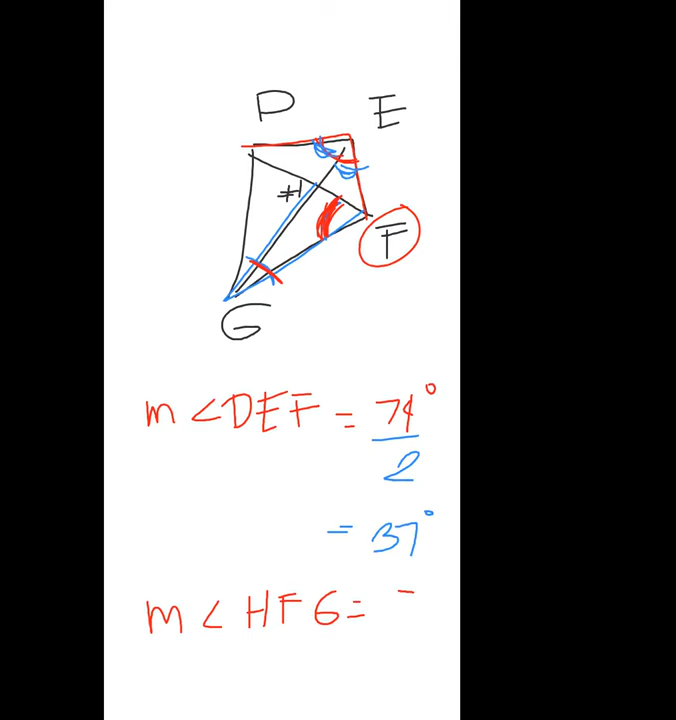 D E
H
F
G
m<DEF = 74°
2
= 37°
m<HFG=